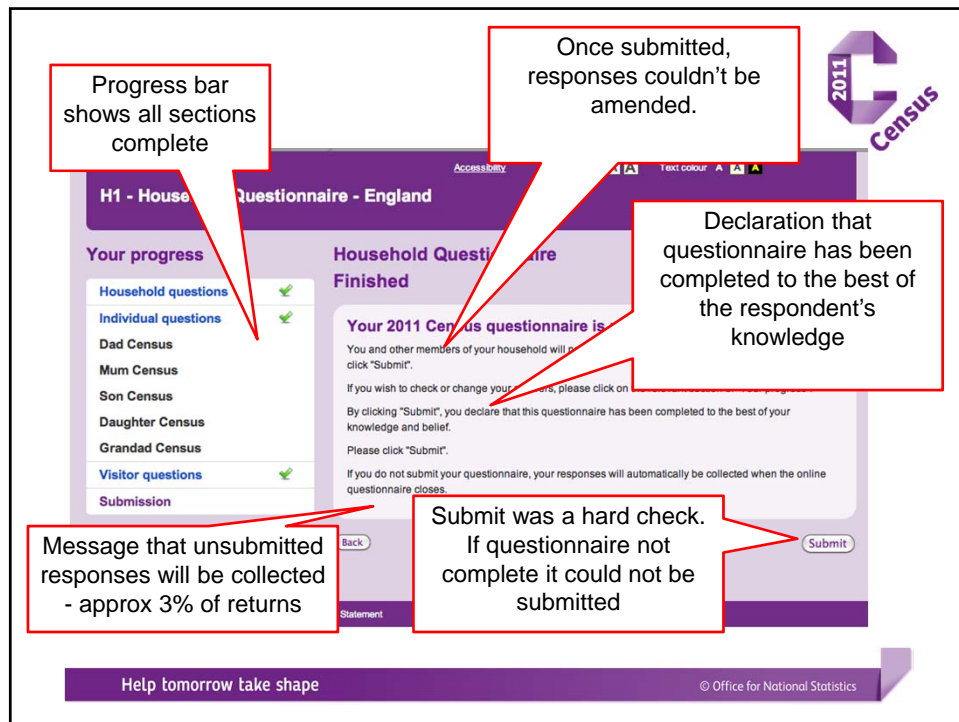 Once submitted,
responses couldn't be
amended.
Progress bar
shows all sections
complete
2011
Census
Accessibility
A
Text colour A A A
H1 - House Questionnaire - England
Declaration that
questionnaire has been
completed to the best of
the respondent's
knowledge
Your progress
Household questions
Individual questions
Dad Census
Mum Census
Son Census
Daughter Census
Grandad Census
Visitor questions
Submission
Household Questi ire
Finished
Your 2011 Census questionnaire is
You and other members of your household will
click "Submit".
If you wish to check or change your answers, please click on
By clicking "Submit", you declare that this questionnaire has been completed to the best of your
knowledge and belief.
Please click "Submit".
If you do not submit your questionnaire, your responses will automatically be collected when the online
questionnaire closes.
Message that unsubmitted
responses will be collected
- approx 3% of returns
Back
Submit was a hard check.
If questionnaire not
complete it could not be
submitted
Submit
Statement
Help tomorrow take shape
© Office for National Statistics